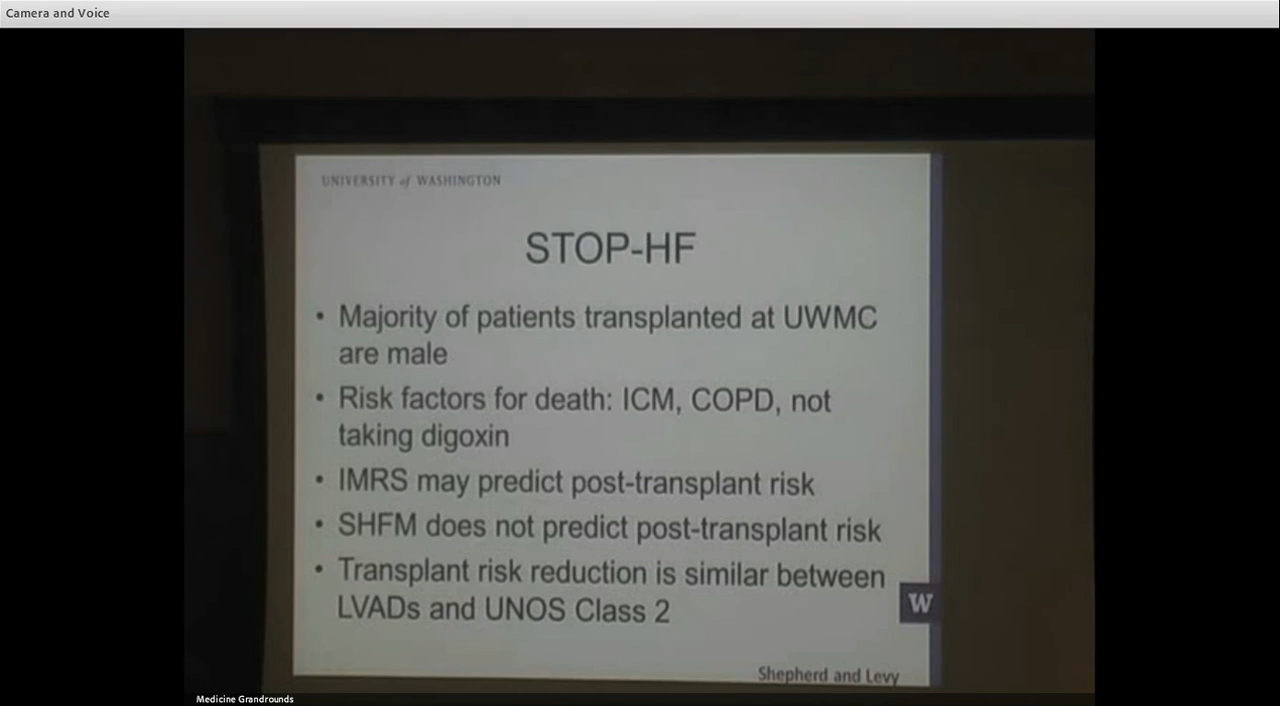 Camera and Voice
UNIVERSITY of WASHINGTON
STOP-HF
• Majority of patients transplanted at UWMC
are male
• Risk factors for death: ICM, COPD, not
taking digoxin
• IMRS may predict post-transplant risk
• SHFM does not predict post-transplant risk
• Transplant risk reduction is similar between
LVADs and UNOS Class 2
W
Shepherd and Levy
Medicine Grandrounds